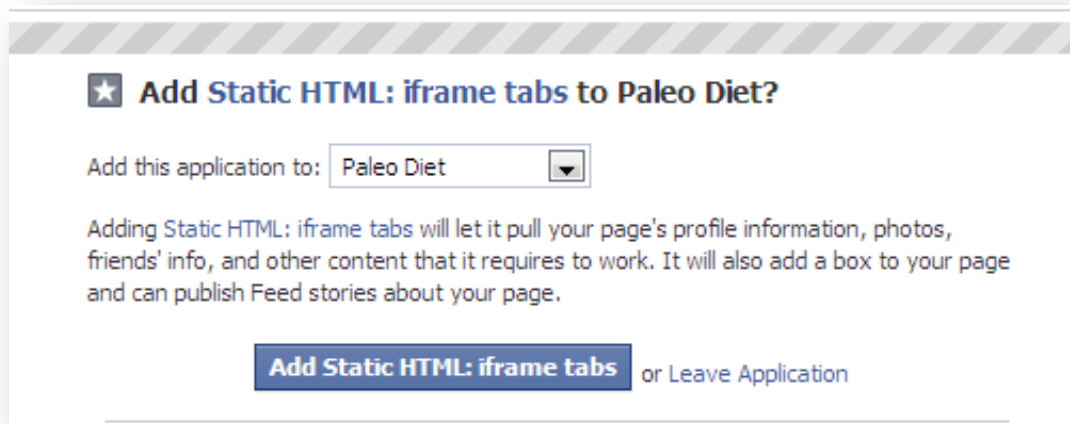 Add Static HTML: iframe tabs to Paleo Diet?
Add this application to: Paleo Diet
Adding Static HTML: iframe tabs will let it pull your page's profile information, photos,
friends' info, and other content that it requires to work. It will also add a box to your page
and can publish Feed stories about your page.
Add Static HTML: iframe tabs or Leave Application